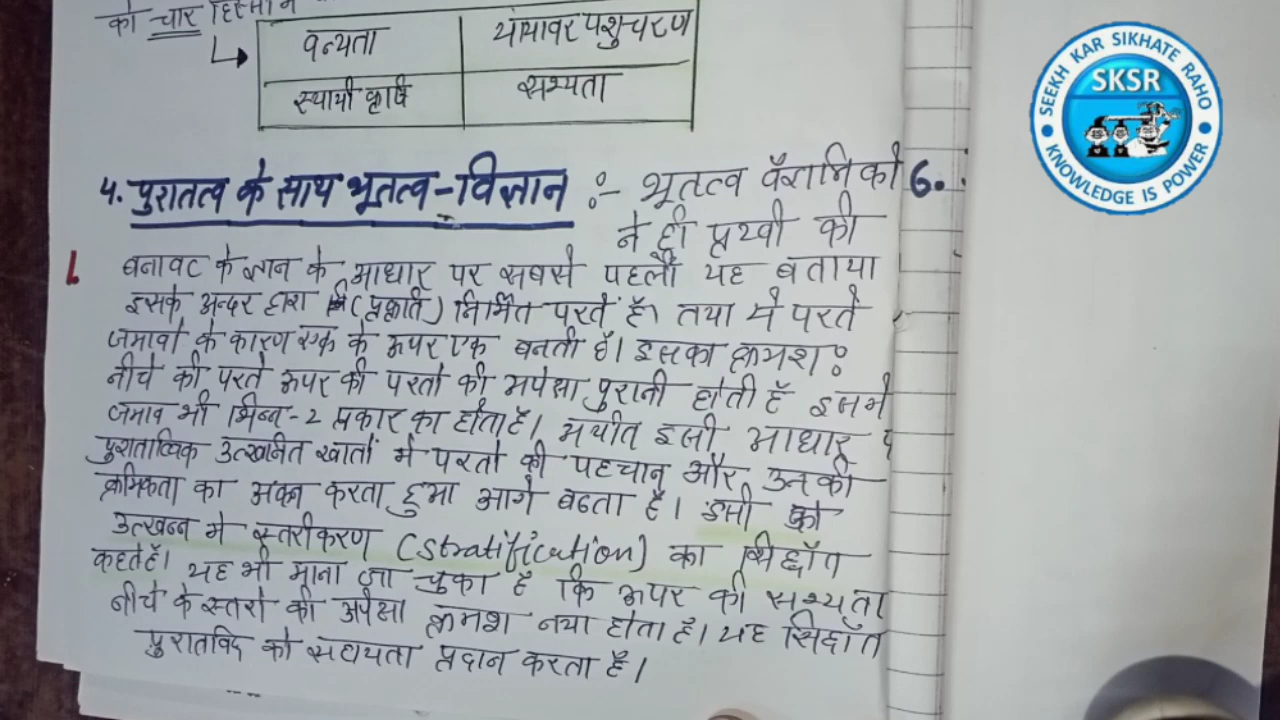 को चार हिस्सों
वन्यता यायावर पशुचरण
स्थायी कृषि सभ्यता
4. पुरातत्व के साथ भूतत्व-विज्ञान :- भूतत्व वैज्ञानिको 6.
ने ही पृथ्वी की
1. बनावट के ज्ञान के आधार पर सबसे पहली यह बताया
इसके अन्दर द्वारा (प्रकृति) निर्मित परतें हैं। तथा ये परते
जमावो के कारण एक के ऊपर एक बनती है। इसका क्रमश:
नीचे की परते ऊपर की परतो की अपेक्षा पुरानी होती हैं इसमे
जमाव भी भिन्न-2 प्रकार का होता है। अर्थात इसी आधार प
पुरातात्विक उत्खनित खातों मे परतो की पहचान और उनकी
क्रमिकता का अंकन करता हुआ आगे बढता है। इसी को
उत्खन्न मे स्तरीकरण (Stratification) का सिद्धाँत
कहते है। यह भी माना जा चुका है कि ऊपर की सभ्यता
नीचे के स्तरो की अपेक्षा क्रमश नया होता है। यह सिद्दांत
पुरातविद को सहायता प्रदान करता है।
SEEKH KAR SIKHATE RAHO
SKSR
KNOWLEDGE IS POWER